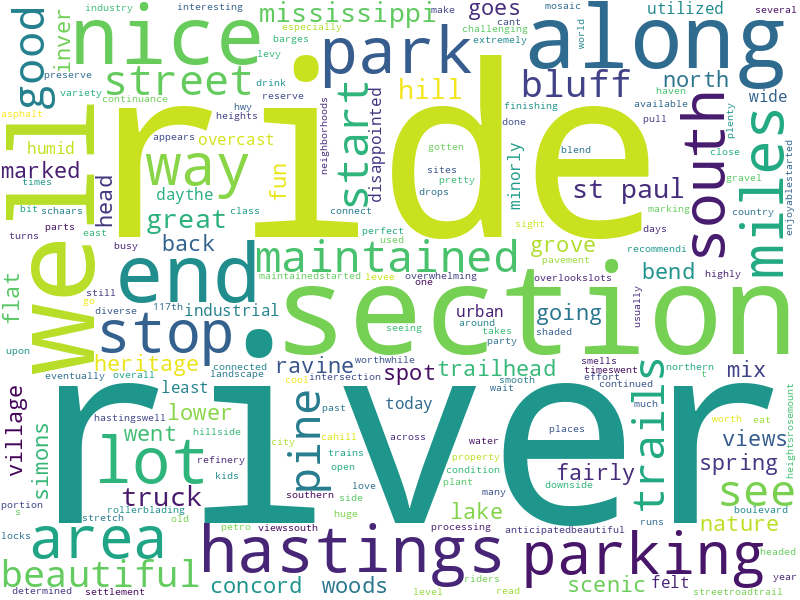 industry
interesting
mississippi
make
goes
cant
several
mosaic
utilized
good
inver
nice
especially
along
challenging
levy
barges
extremely
world
park
street
preserve
drink
north
wide
variety
reserve
hill
bluff
continuance
hwy
finishing
haven
available
asphalt
heights
ride
done
pull
plenty
well
start
neighborhoods
disappointed
south
miles
humid
appears
overcast
gotten
blend
close
enjoyablestarted
marked
way
fun
sites
minorly
gravel
times
head
daythe
drops
pretty
st paul
country
bit
schaars
great
class
connect
marking
parts
sight
days
turns
east
back
perfect
used
pavement
busy
maintained
grove
recommendi
flat
end
maintainedstarted
levee
overwhelming
overlookslots
bend
highly
still
one
go
diverse
117th
industrial
section
urban
going
usually
stop.
around
shaded
upon
seeing
takes
party
heritage
ravine
worthwhile
spot
trailhead
smells
northern
eventually
overall
connected
landscape
cool
intersection
smooth
timeswent
effort
continued
t
mix
village
hastingswell
least
pine
past
today
wait
trails
much
worth
eat
simons
lower
river
places
views
heightsrosemount
went
hillside
city
cahill
across
water
lot
refinery
trains
property
downside
spring
kids
open
condition
fairly
truck
southern
side
love
plant
see
portion
rollerblading
huge
lake
many
runs
boulevard
s
stretch
old
petro
viewssouth
processing
anticipatedbeautiful
nature
locks
area
hastings
parking
headed
beautiful
concord
woods
scenic
felt
year
determined
settlement
level
riders
read
streetroadtrail